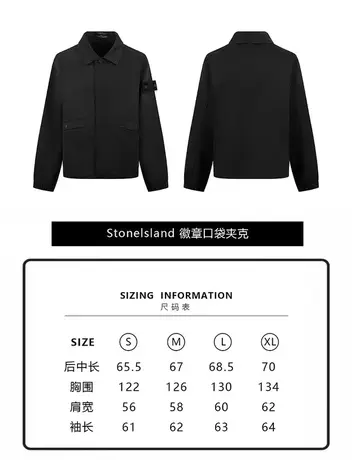 StoneIsland 徽章口袋夹克
SIZING INFORMATION
尺码表
SIZE S M L XL
后中长 65.5 67 68.5 70
胸围 122 126 130 134
肩宽 56 58 60 62
袖长 61 62 63 64